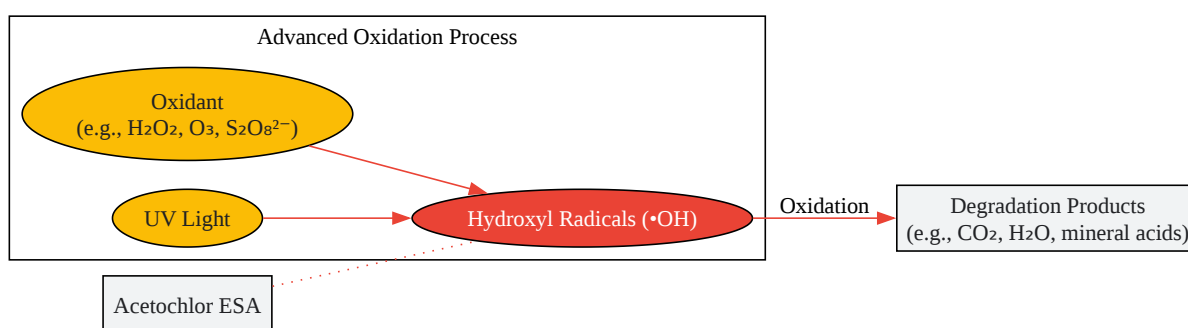 Advanced Oxidation Process
Oxidant
(e.g., H₂O₂, O₃, S₂O₈²⁻)
UV Light
Hydroxyl Radicals (•OH)
Oxidation
Degradation Products
(e.g., CO₂, H₂O, mineral acids)
Acetochlor ESA